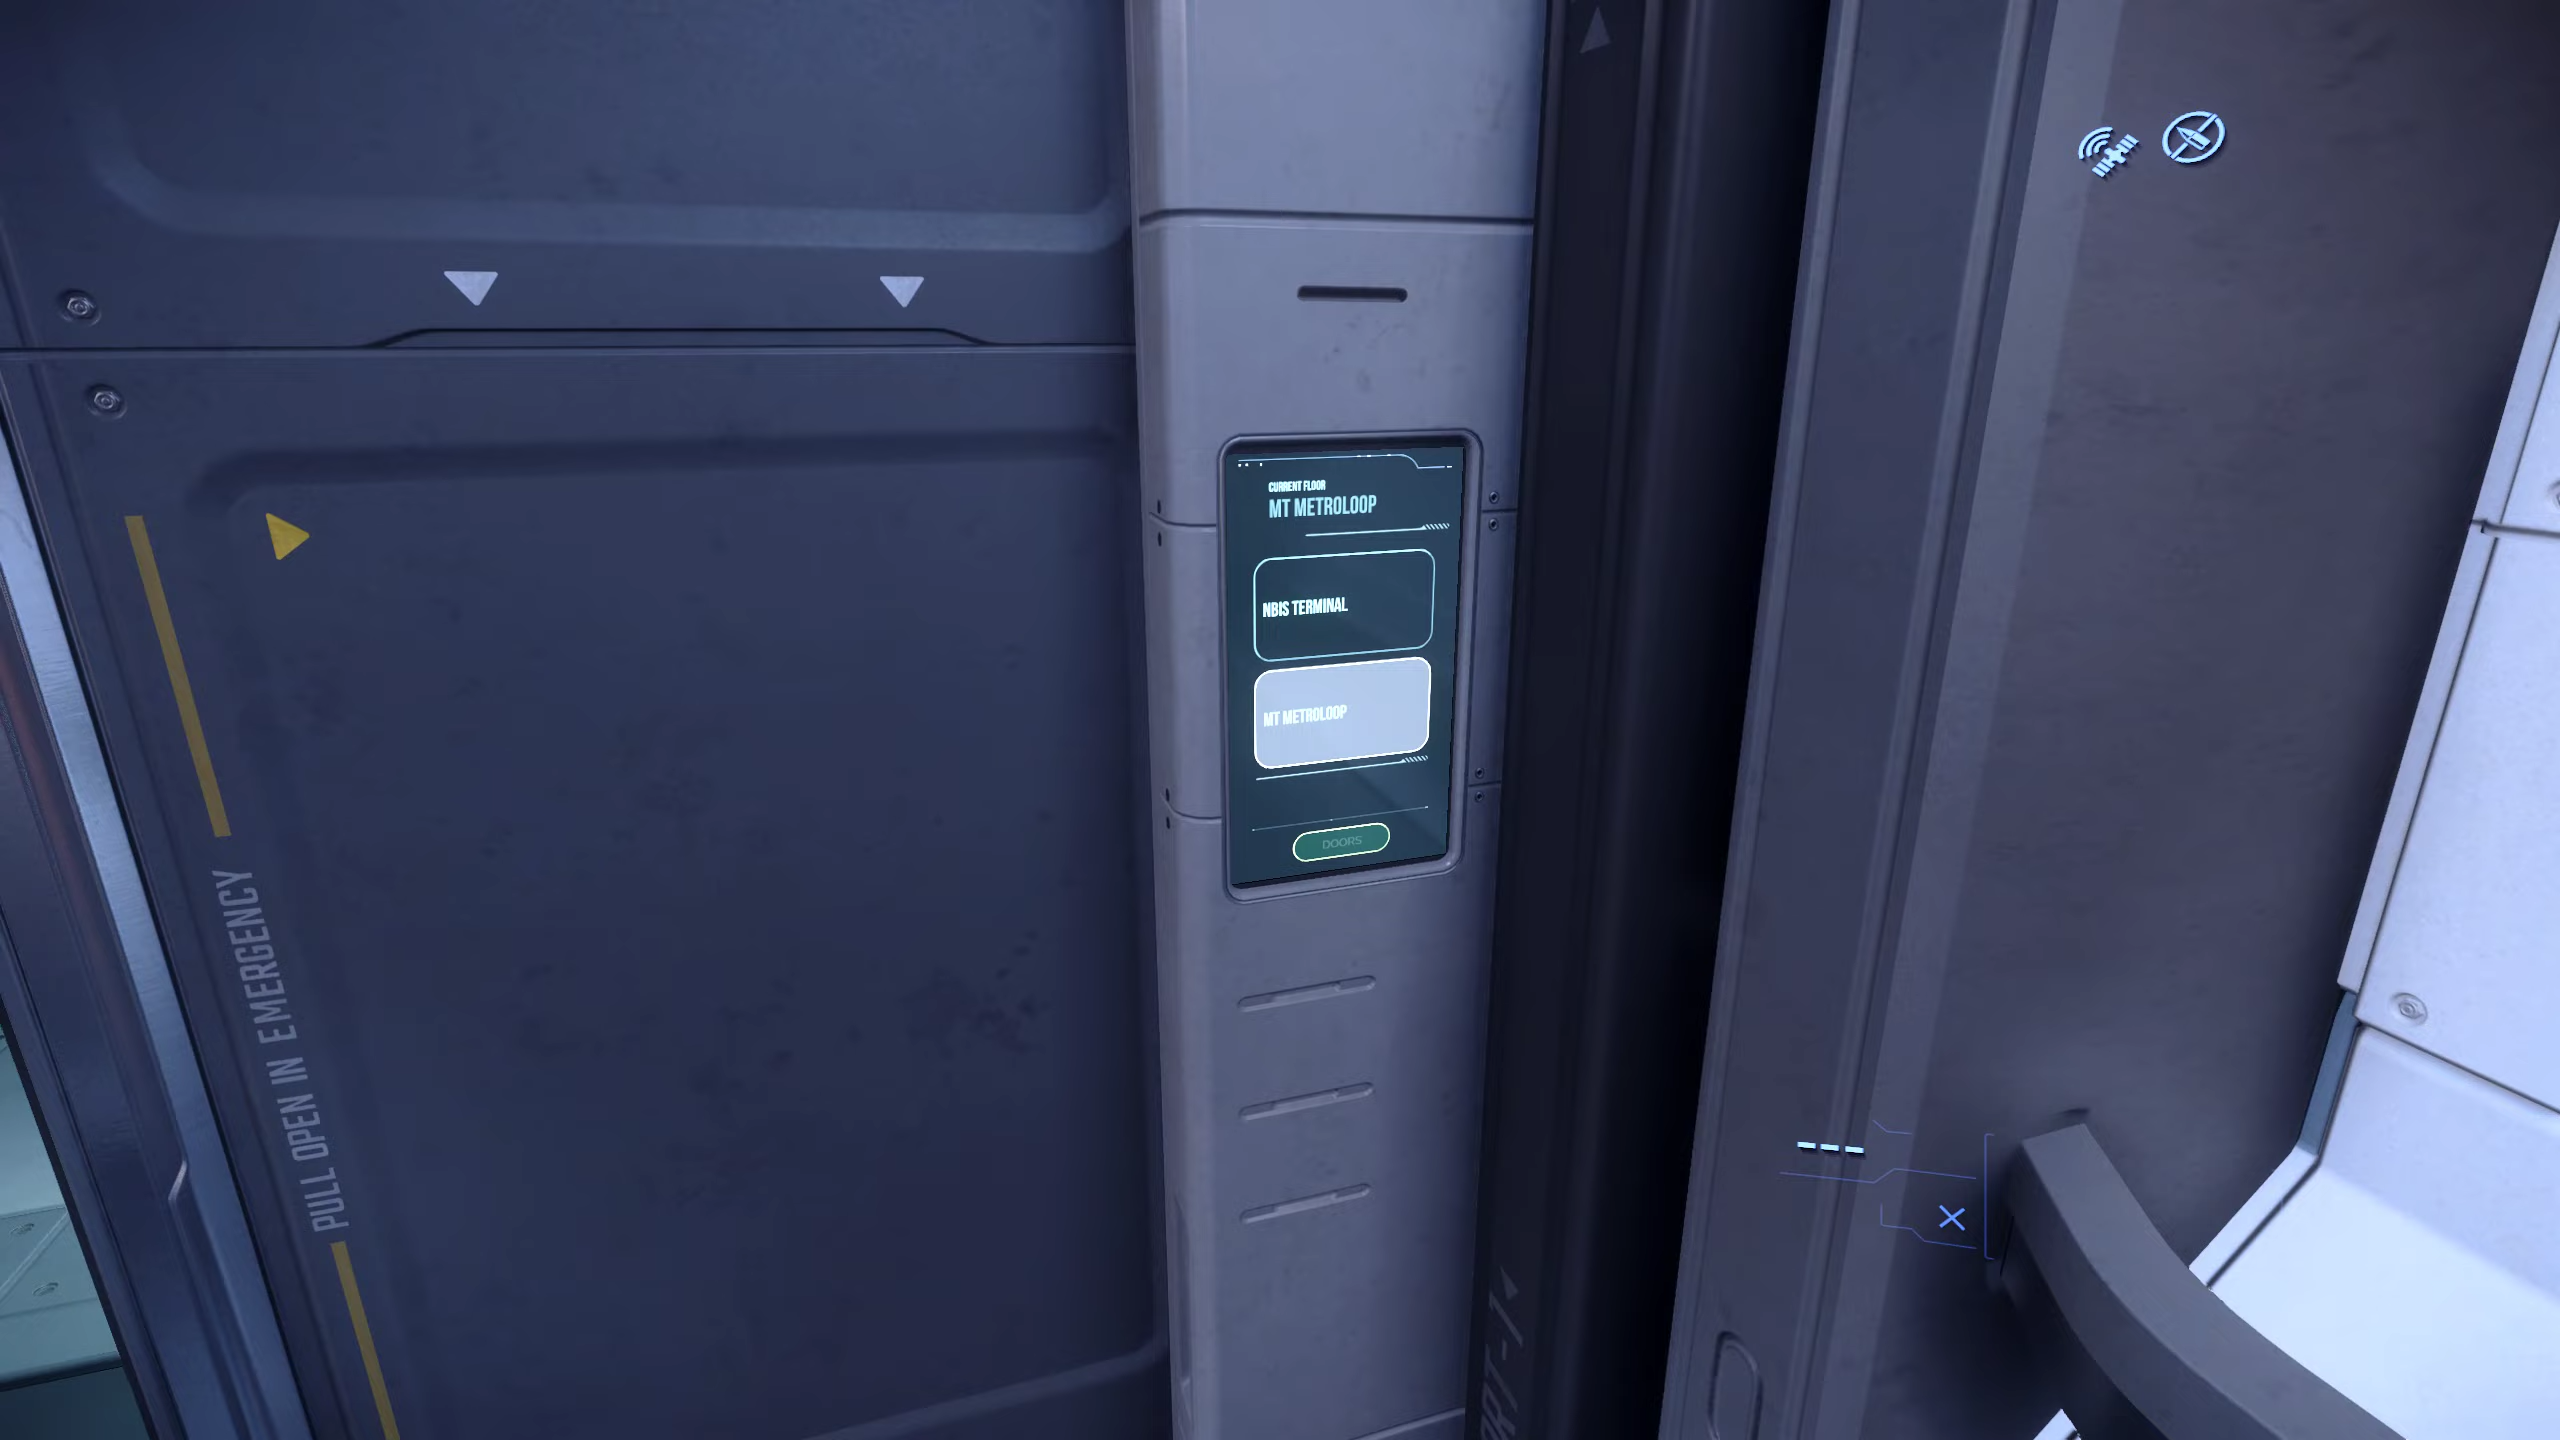 CURRENT FLOOR
MT METROLOOP
NBIS TERMINAL
MT METROLOOP
DOORS
PULL OPEN IN EMERGENCY